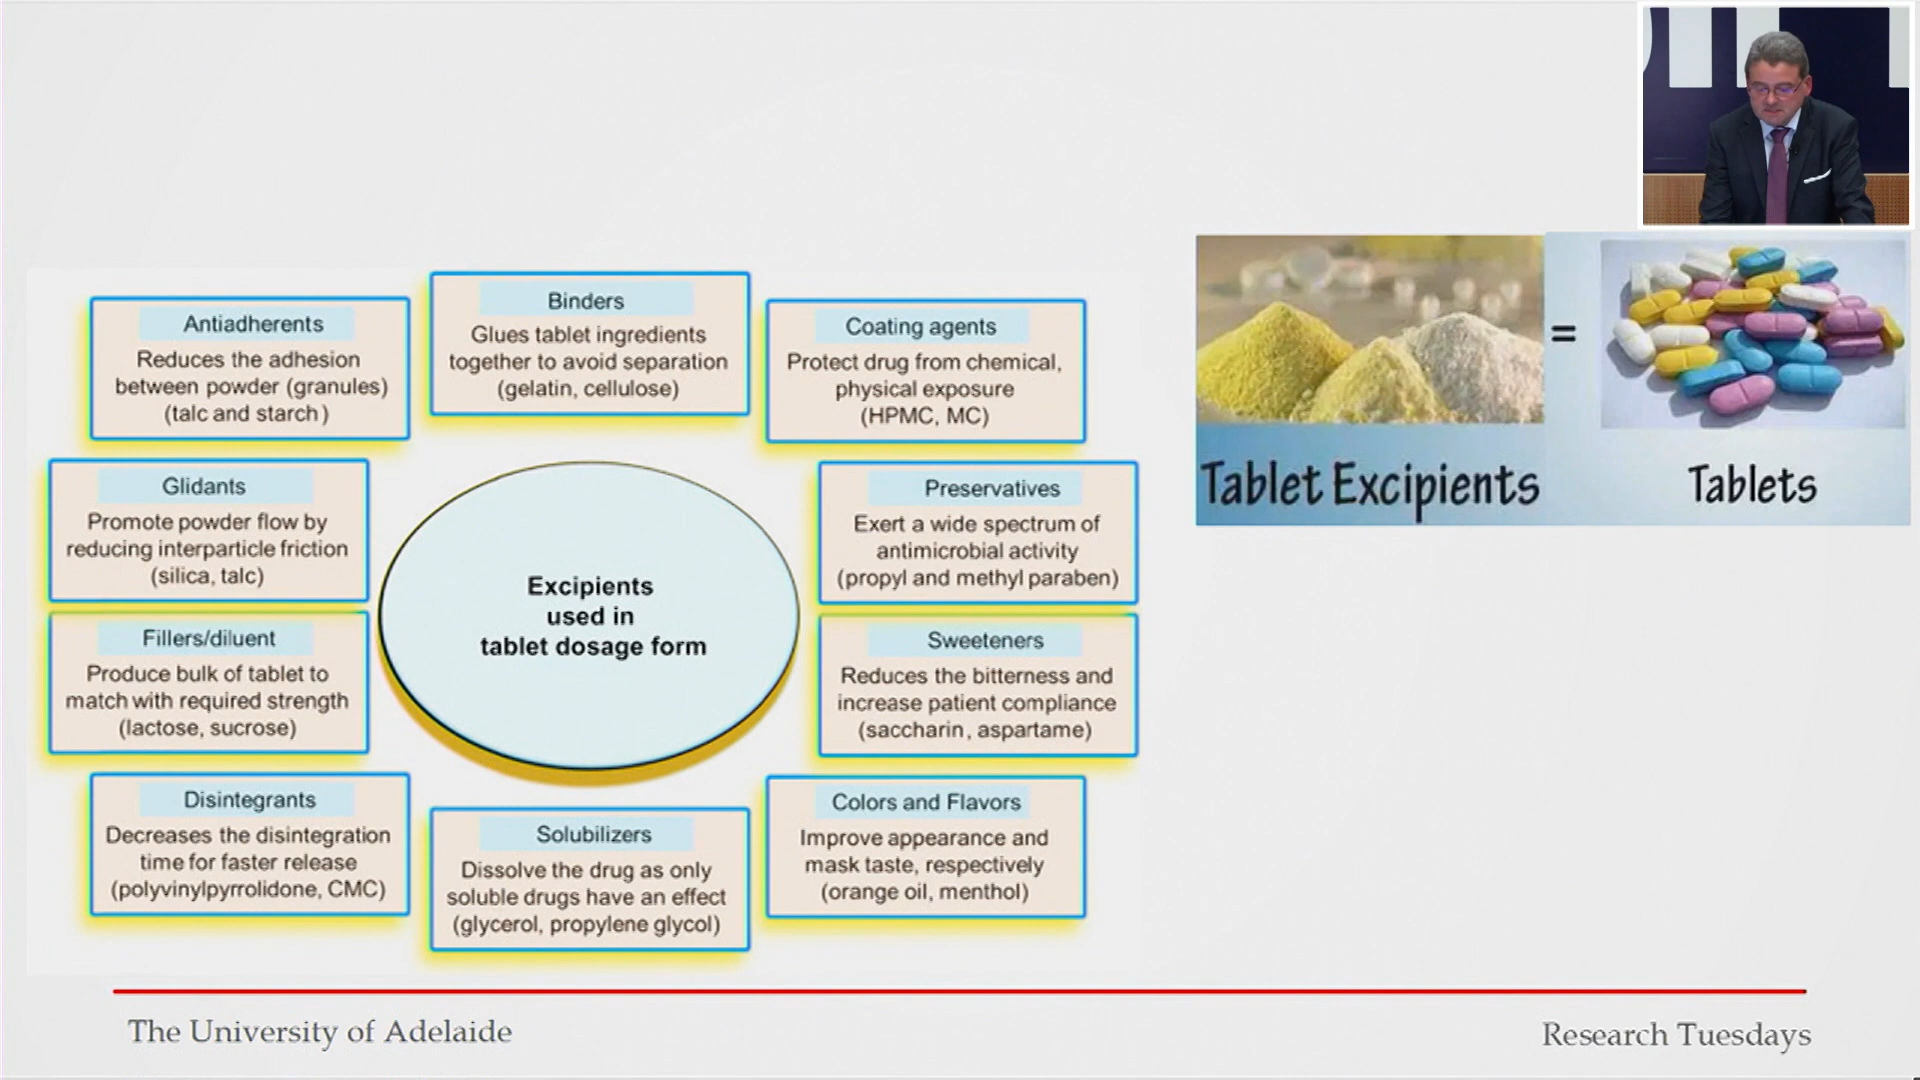 Antiadherents
Reduces the adhesion
between powder (granules)
(talc and starch)
Binders
Glues tablet ingredients
together to avoid separation
(gelatin, cellulose)
Coating agents
Protect drug from chemical,
physical exposure
(HPMC, MC)
Glidants
Promote powder flow by
reducing interparticle friction
(silica, talc)
Preservatives
Exert a wide spectrum of
antimicrobial activity
(propyl and methyl paraben)
Excipients
used in
tablet dosage form
Fillers/diluent
Produce bulk of tablet to
match with required strength
(lactose, sucrose)
Sweeteners
Reduces the bitterness and
increase patient compliance
(saccharin, aspartame)
Disintegrants
Decreases the disintegration
time for faster release
(polyvinylpyrrolidone, CMC)
Solubilizers
Dissolve the drug as only
soluble drugs have an effect
(glycerol, propylene glycol)
Colors and Flavors
Improve appearance and
mask taste, respectively
(orange oil, menthol)
=
Tablet Excipients
Tablets
The University of Adelaide
Research Tuesdays